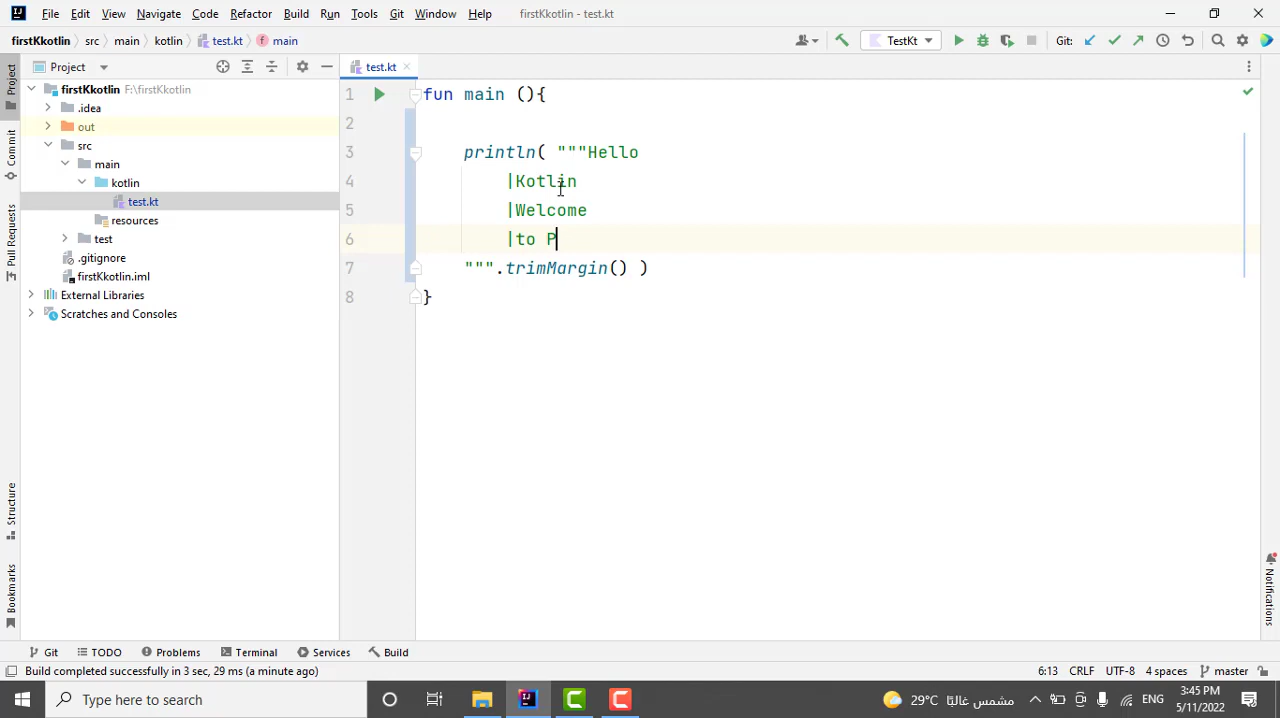 File Edit View Navigate Code Refactor Build Run Tools Git Window Help firstKkotlin - test.kt
firstKkotlin src main kotlin test.kt main TestKt Git:
Project test.kt
firstKkotlin F:\firstKkotlin
.idea
out
src
main
kotlin
test.kt
resources
test
.gitignore
firstKkotlin.iml
External Libraries
Scratches and Consoles
Project
Commit
Pull Requests
Structure
Bookmarks
1 fun main (){
2
3 println( """Hello
4 |Kotlin
5 |Welcome
6 |to P
7 """.trimMargin() )
8 }
Notifications
Git TODO Problems Terminal Services Build
Build completed successfully in 3 sec, 29 ms (a minute ago) 6:13 CRLF UTF-8 4 spaces master
Type here to search 29°C مشمس غالبًا ENG 3:45 PM
5/11/2022